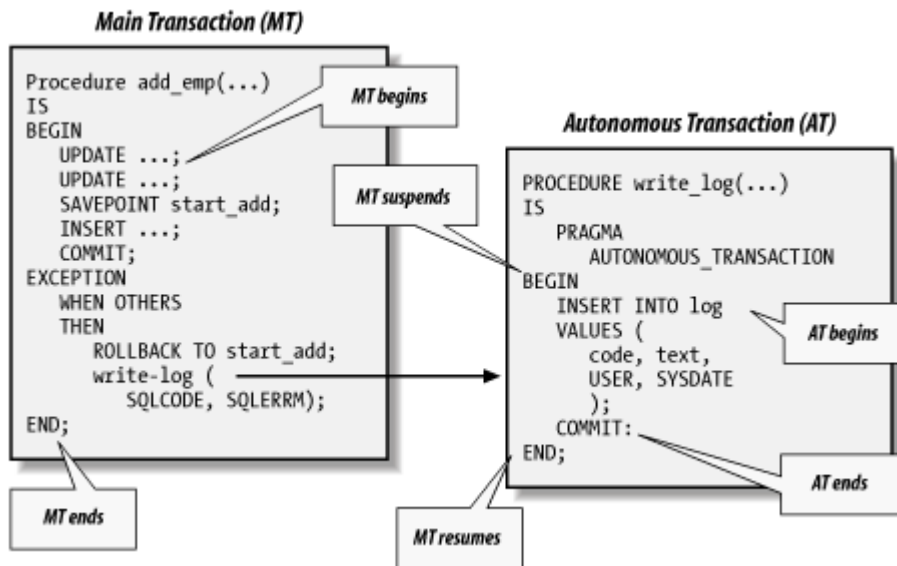 Main Transaction (MT)
Procedure add_emp(...)
IS
BEGIN
UPDATE ...;
UPDATE ...;
SAVEPOINT start_add;
INSERT ...;
COMMIT;
EXCEPTION
WHEN OTHERS
THEN
ROLLBACK TO start_add;
write-log (
SQLCODE, SQLERRM);
END;
MT begins
MT suspends
MT ends
Autonomous Transaction (AT)
PROCEDURE write_log(...)
IS
PRAGMA
AUTONOMOUS_TRANSACTION
BEGIN
INSERT INTO log
VALUES (
code, text,
USER, SYSDATE
);
COMMIT:
END;
AT begins
AT ends
MT resumes